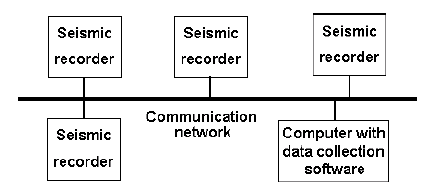 Seismic
recorder
Seismic
recorder
Seismic
recorder
Communication
network
Seismic
recorder
Computer with
data collection
software